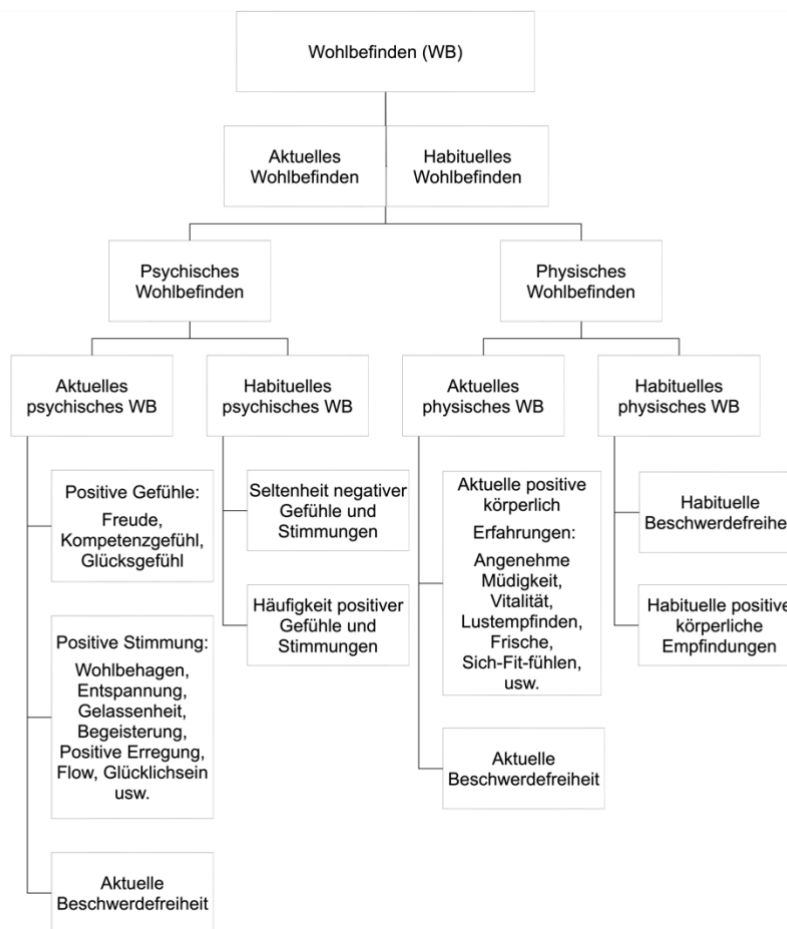 Wohlbefinden (WB)
Aktuelles
Wohlbefinden
Habituelles
Wohlbefinden
Psychisches
Wohlbefinden
Physisches
Wohlbefinden
Aktuelles
psychisches WB
Habituelles
psychisches WB
Aktuelles
physisches WB
Habituelles
physisches WB
Positive Gefühle:
Freude,
Kompetenzgefühl,
Glücksgefühl
Positive Stimmung:
Wohlbehagen,
Entspannung,
Gelassenheit,
Begeisterung,
Positive Erregung,
Flow, Glücklichsein
usw.
Aktuelle
Beschwerdefreiheit
Seltenheit negativer
Gefühle und
Stimmungen
Häufigkeit positiver
Gefühle und
Stimmungen
Aktuelle positive
körperlich
Erfahrungen:
Angenehme
Müdigkeit,
Vitalität,
Lustempfinden,
Frische,
Sich-Fit-fühlen,
usw.
Aktuelle
Beschwerdefreiheit
Habituelle
Beschwerdefreihe
Habituelle positive
körperliche
Empfindungen